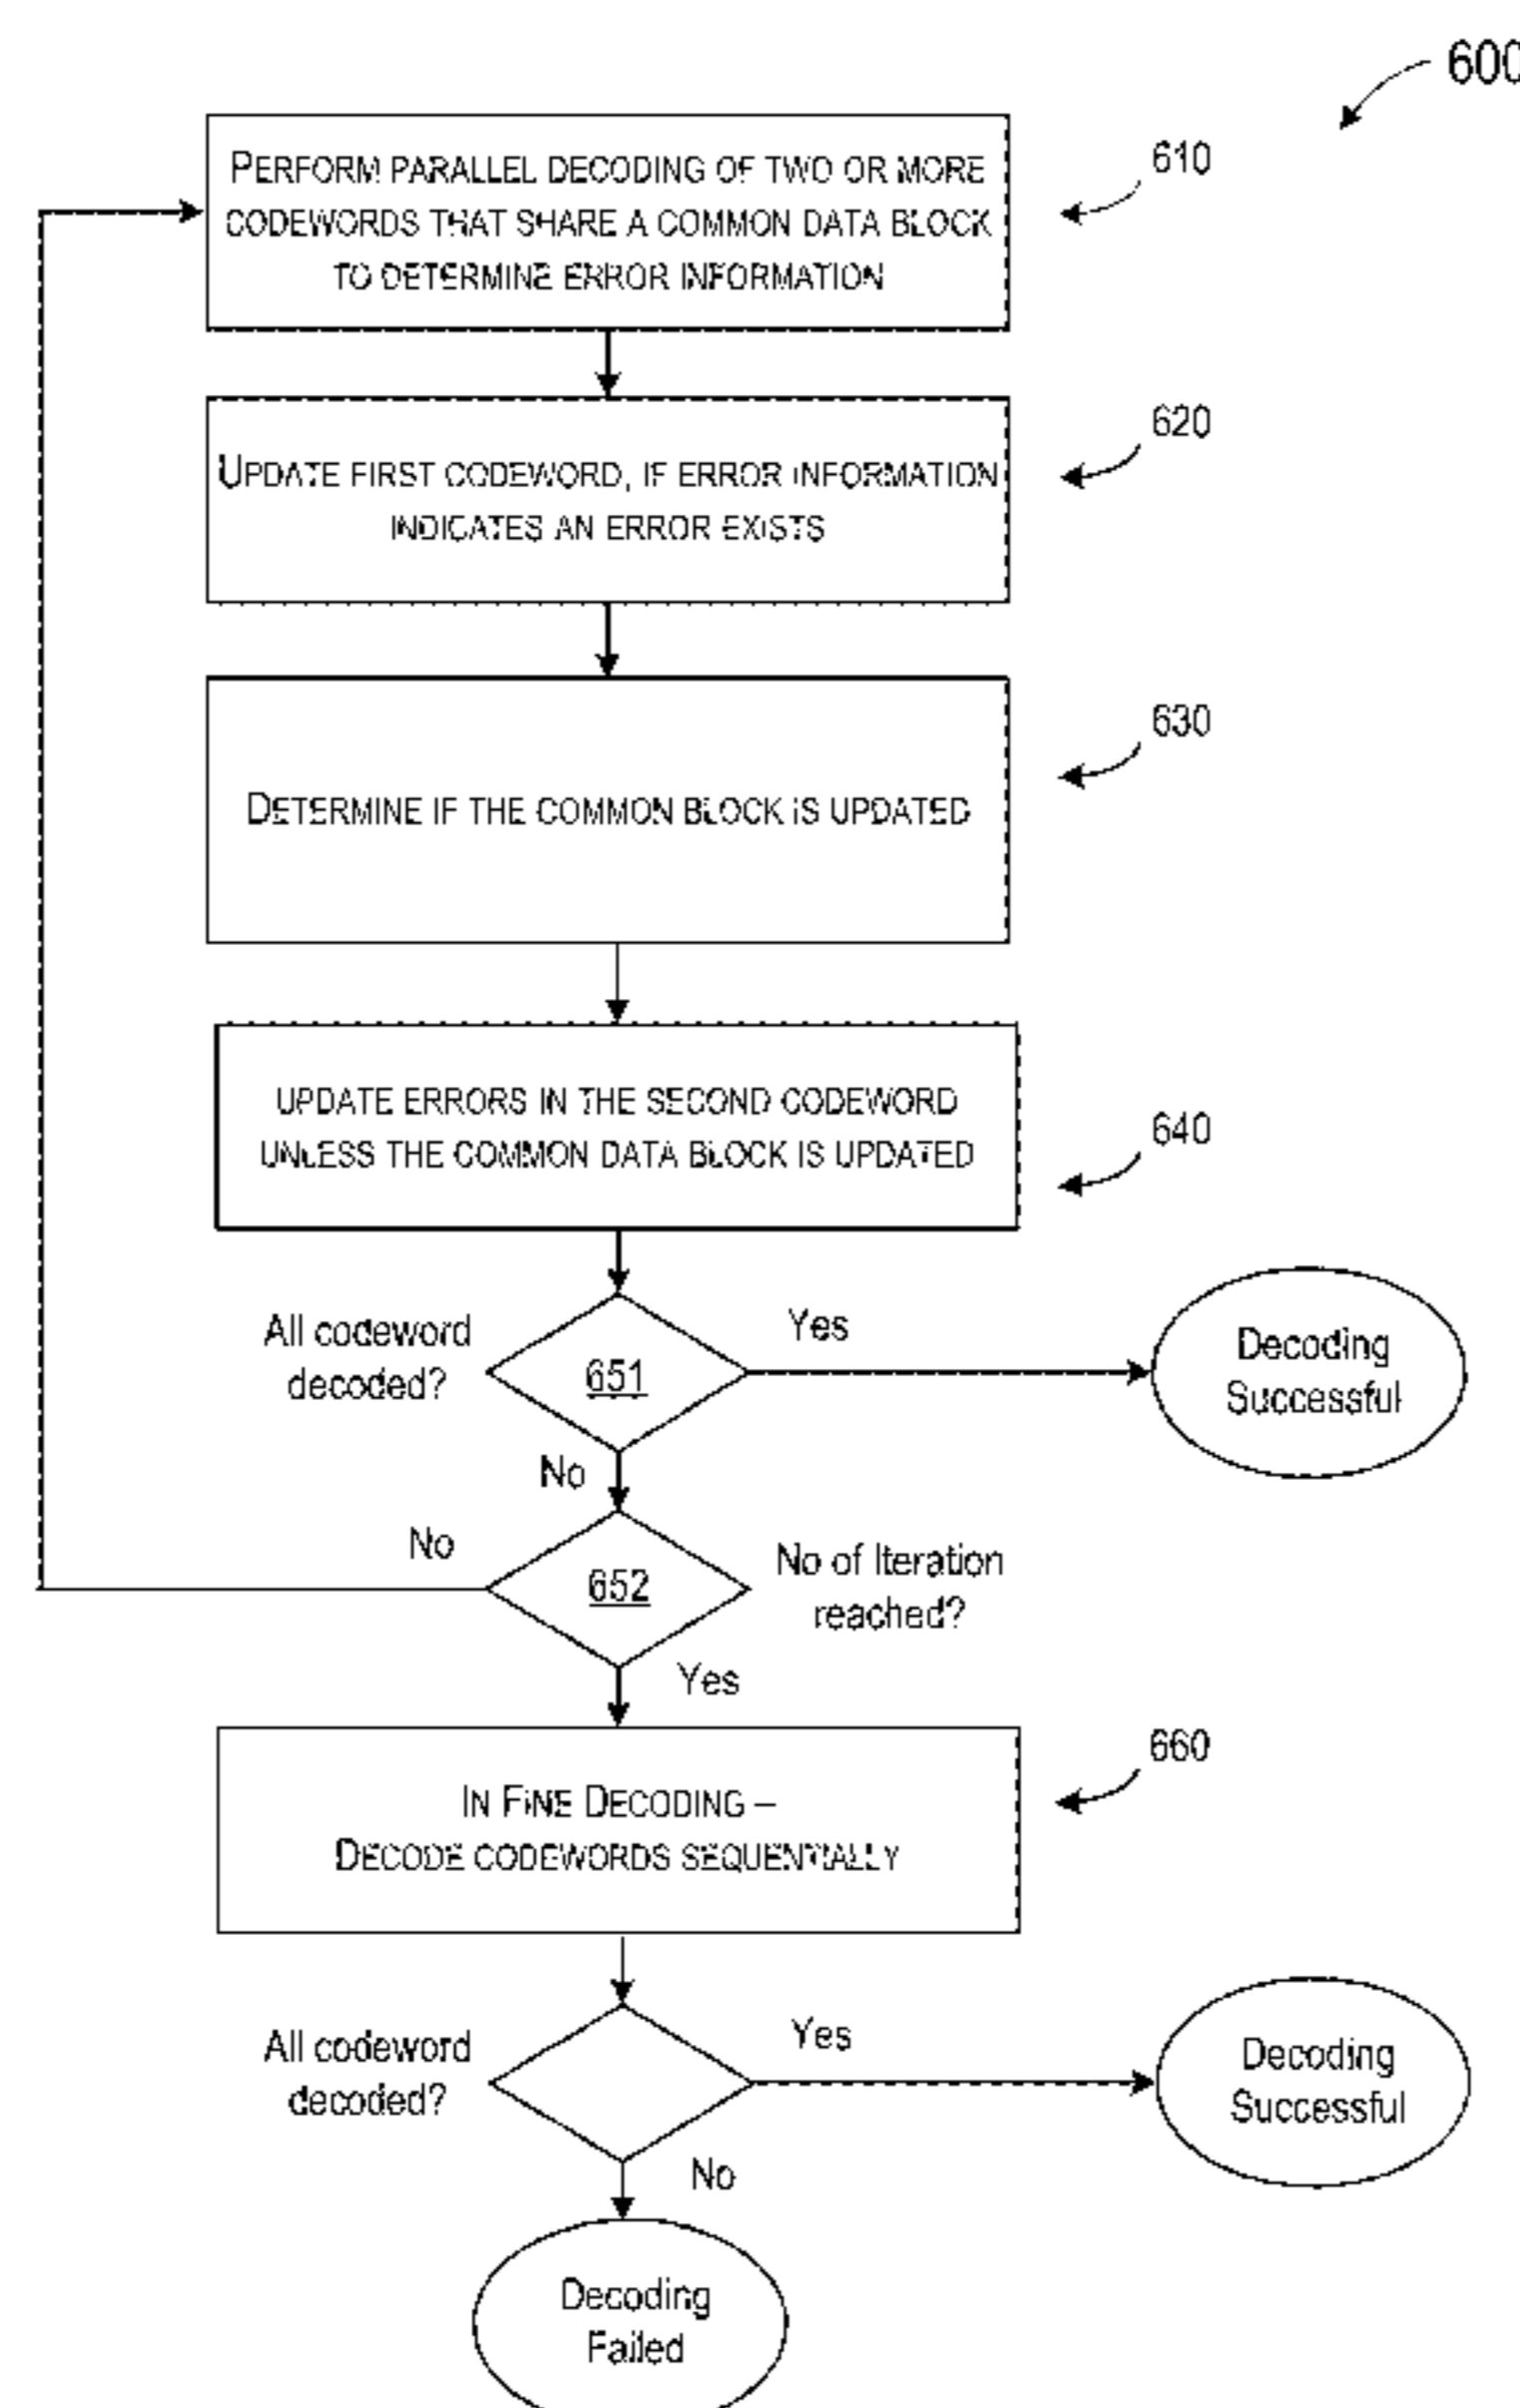 600
PERFORM PARALLEL DECODING OF TWO OR MORE
CODEWORDS THAT SHARE A COMMON DATA BLOCK
TO DETERMINE ERROR INFORMATION
610
UPDATE FIRST CODEWORD, IF ERROR INFORMATION
INDICATES AN ERROR EXISTS
620
DETERMINE IF THE COMMON BLOCK IS UPDATED
630
UPDATE ERRORS IN THE SECOND CODEWORD
UNLESS THE COMMON DATA BLOCK IS UPDATED
640
All codeword
decoded?
651
Yes
Decoding
Successful
No
No
652
No of Iteration
reached?
Yes
IN FINE DECODING –
DECODE CODEWORDS SEQUENTIALLY
660
All codeword
decoded?
Yes
Decoding
Successful
No
Decoding
Failed